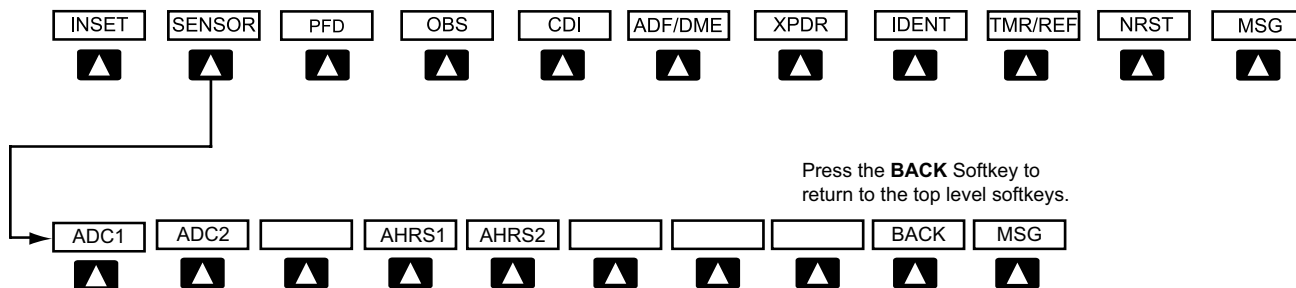 INSET SENSOR PFD OBS CDI ADF/DME XPDR IDENT TMR/REF NRST MSG
Press the BACK Softkey to
return to the top level softkeys.
ADC1 ADC2 AHRS1 AHRS2 BACK MSG